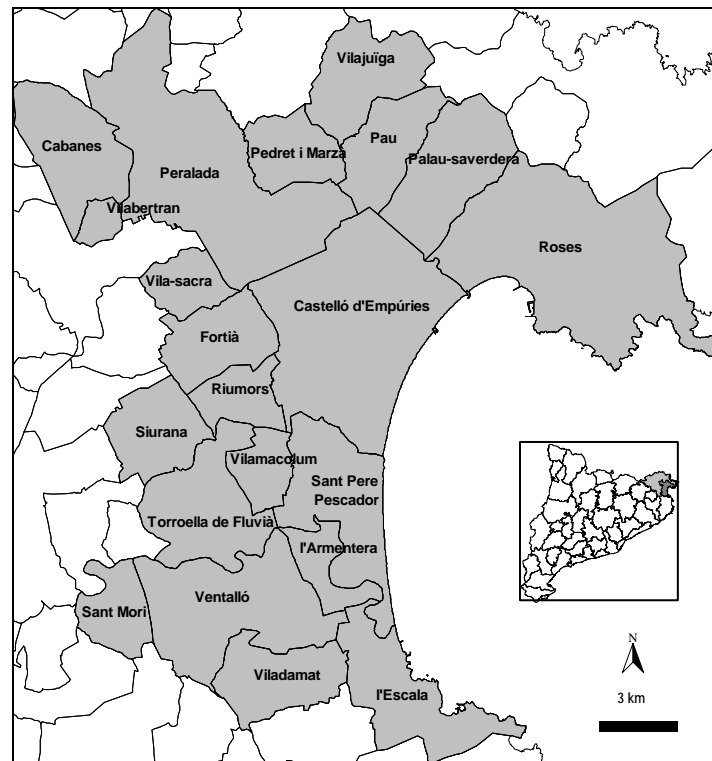 Vilajuïga
Cabanes
Pedret i Marzà
Pau
Palau-saverdera
Peralada
Vilabertran
Roses
Vila-sacra
Castelló d'Empúries
Fortià
Riumors
Siurana
Vilamacolum
Sant Pere
Pescador
Torroella de Fluvià
l'Armentera
Sant Mori
Ventalló
Viladamat
l'Escala
N
3 km